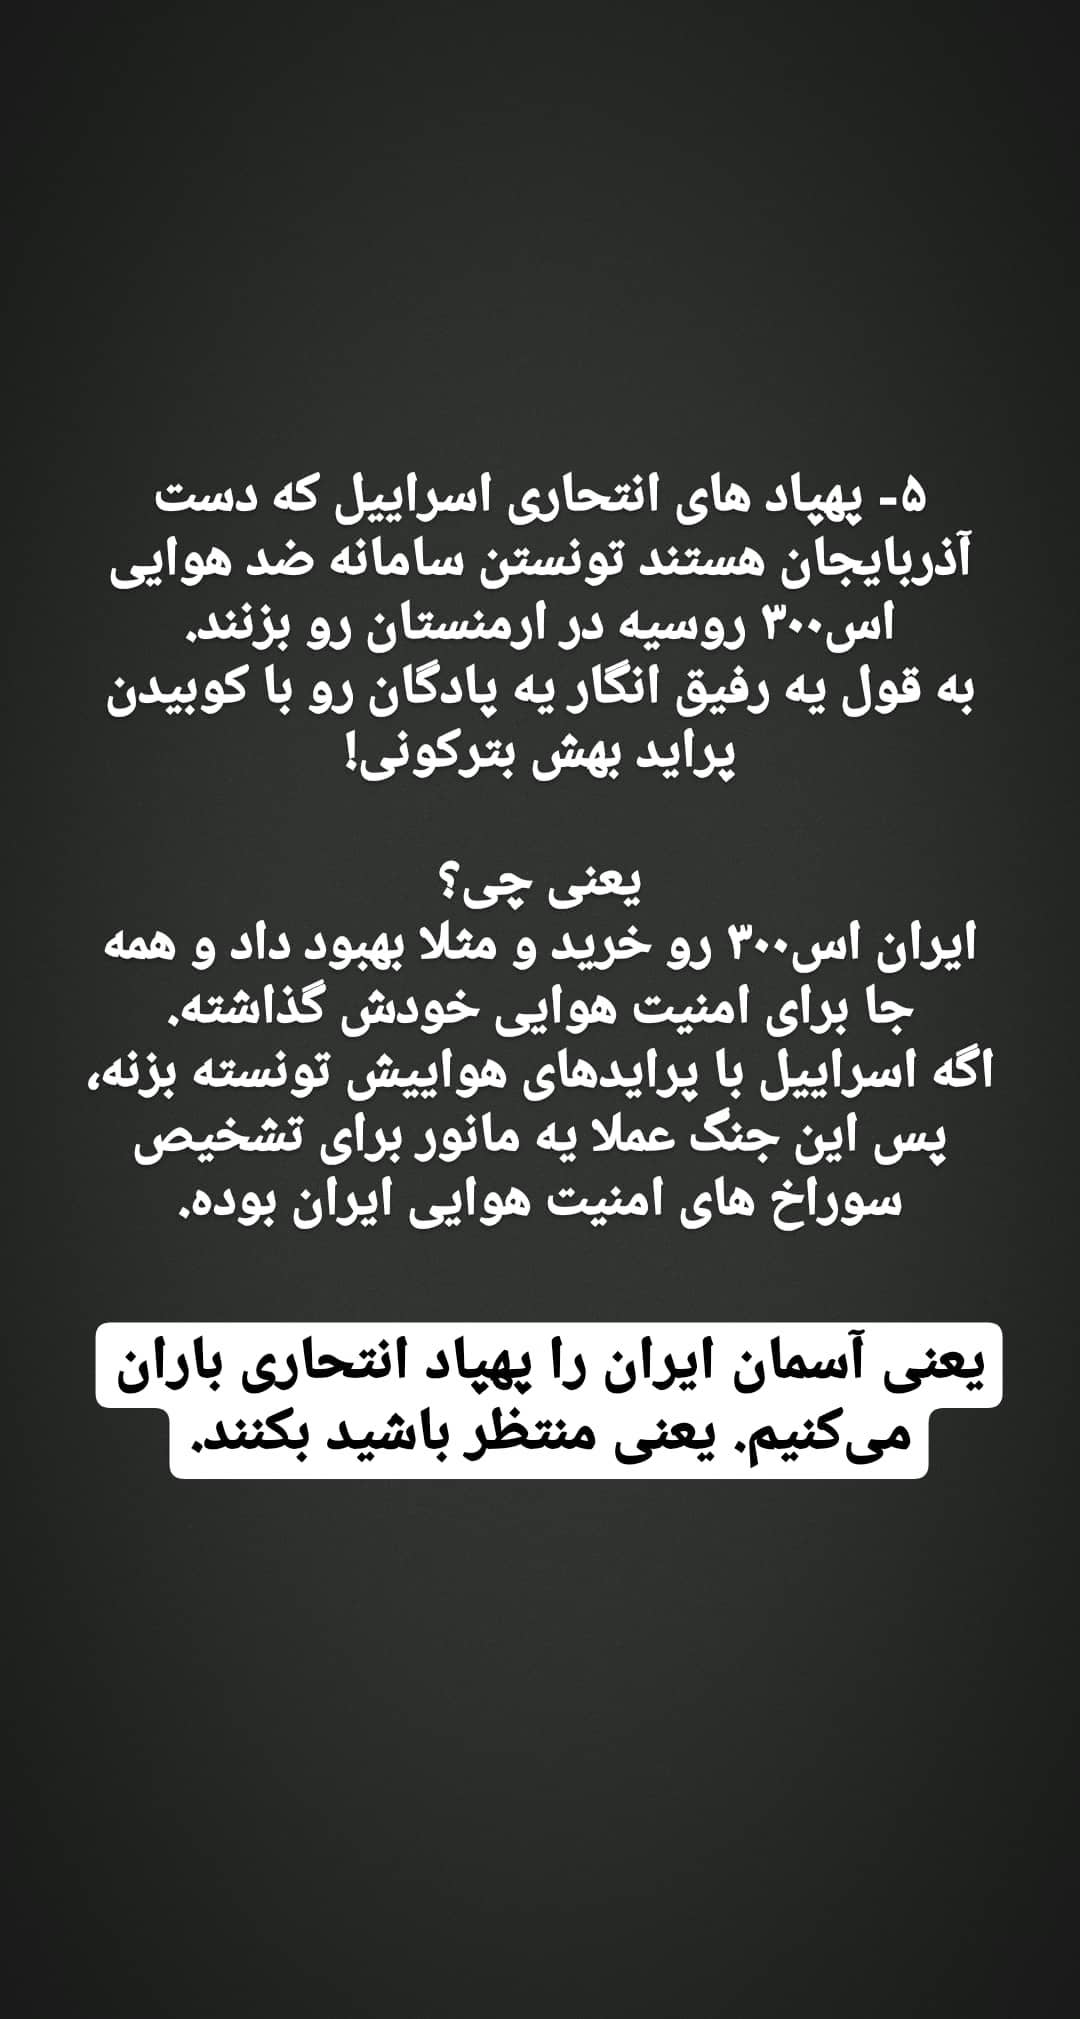 ۵- پهپاد های انتحاری اسراییل که دست
آذربایجان هستند تونستن سامانه ضد هوایی
اس۳۰۰ روسیه در ارمنستان رو بزنند.
به قول یه رفیق انگار یه پادگان رو با کوبیدن
پراید بهش بترکونی!
یعنی چی؟
ایران اس۳۰۰ رو خرید و مثلا بهبود داد و همه
جا برای امنیت هوایی خودش گذاشته.
اگه اسراییل با پرایدهای هواییش تونسته بزنه،
پس این جنگ عملا یه مانور برای تشخیص
سوراخ های امنیت هوایی ایران بوده.
یعنی آسمان ایران را پهپاد انتحاری باران
می‌کنیم. یعنی منتظر باشید بکنند.